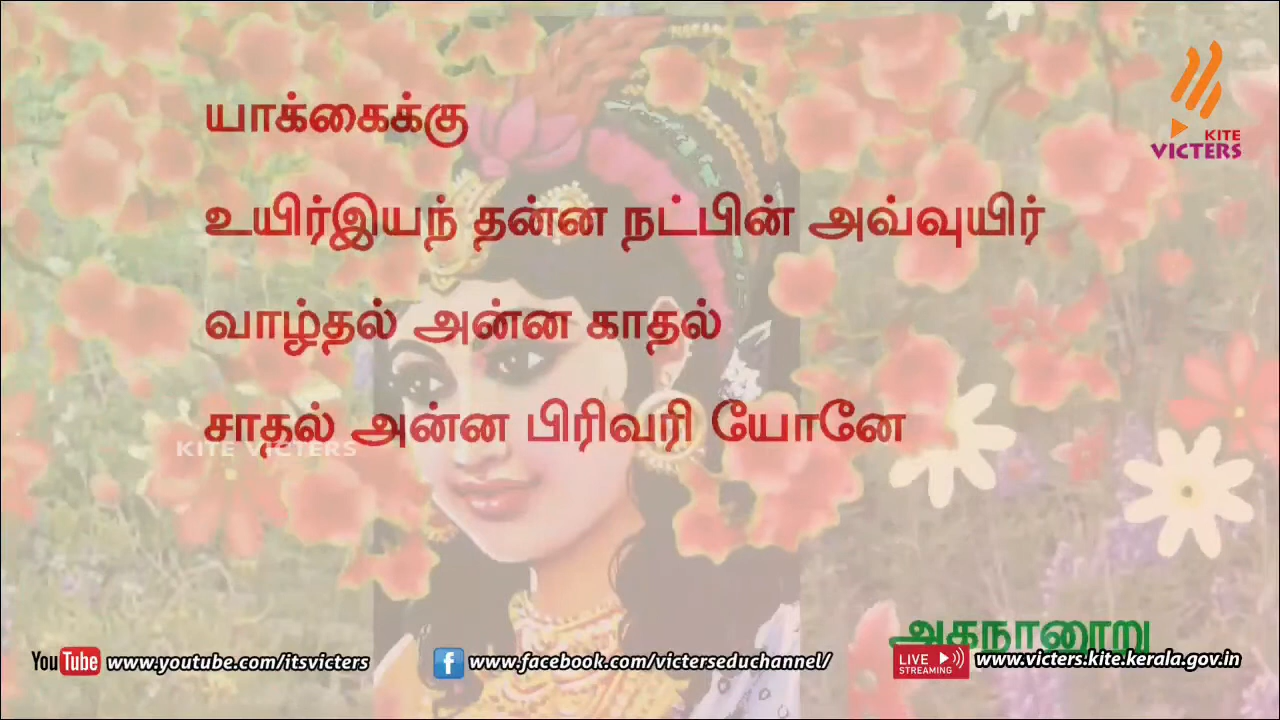 யாக்கைக்கு
உயிர்இயந் தன்ன நட்பின் அவ்வுயிர்
வாழ்தல் அன்ன காதல்
சாதல் அன்ன பிரிவரி யோனே
அகநானூறு
KITE
VICTERS
KITE VICTERS
YouTube www.youtube.com/itsvicters
f www.facebook.com/victerseduchannel/
LIVE STREAMING www.victers.kite.kerala.gov.in